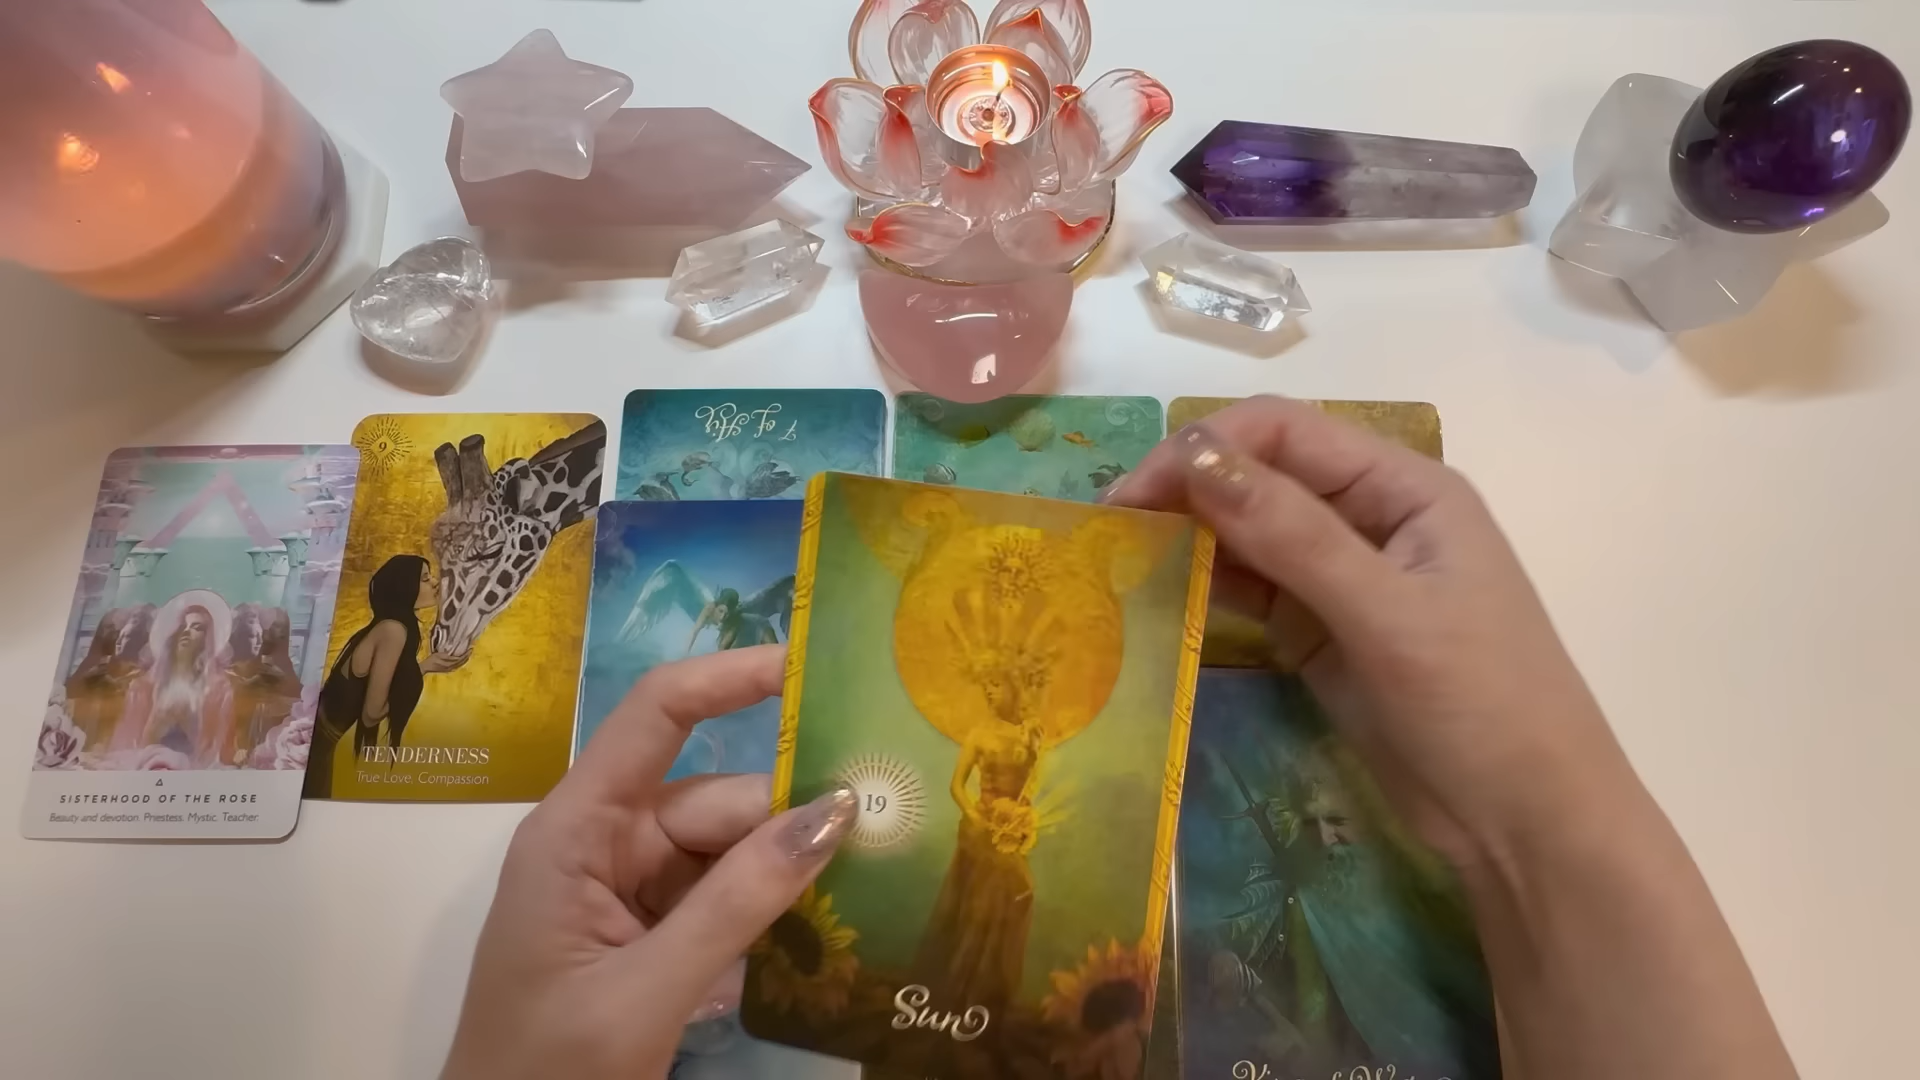 9
7 of Air
TENDERNESS
True Love, Compassion
SISTERHOOD OF THE ROSE
Beauty and devotion. Priestess. Mystic. Teacher.
19
Sun